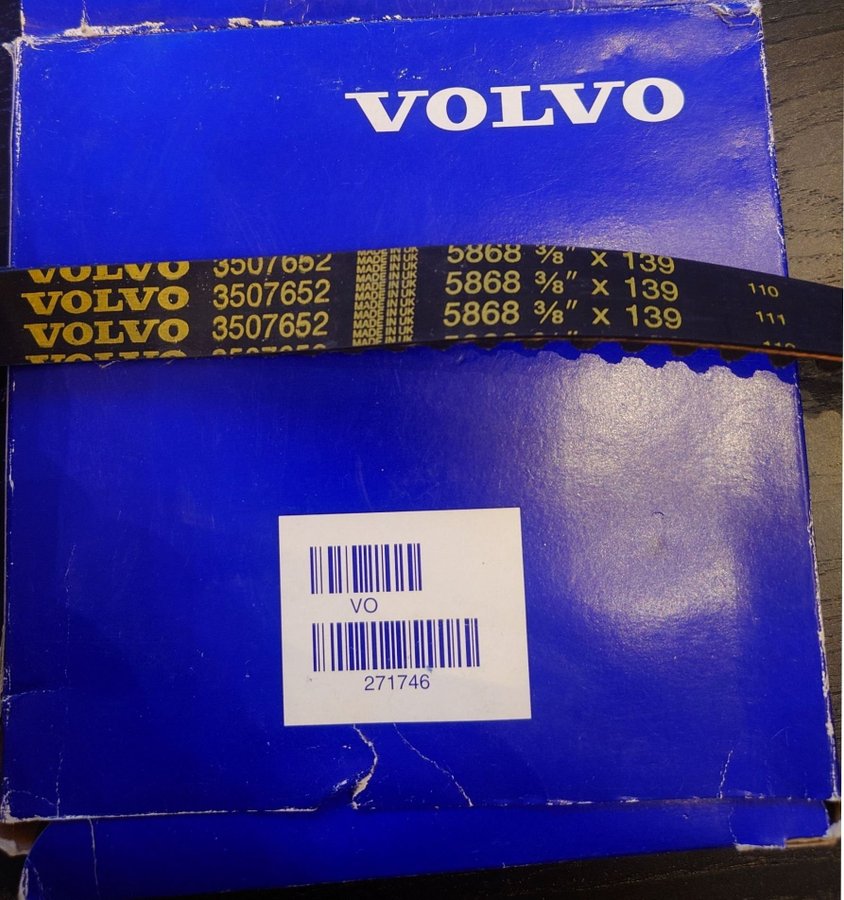 VOLVO
VOLVO 3507652 MADE IN UK 5868 3/8" x 139
VOLVO 3507652 MADE IN UK 5868 3/8" x 139 110
VOLVO 3507652 MADE IN UK 5868 3/8" x 139 111
VO
271746